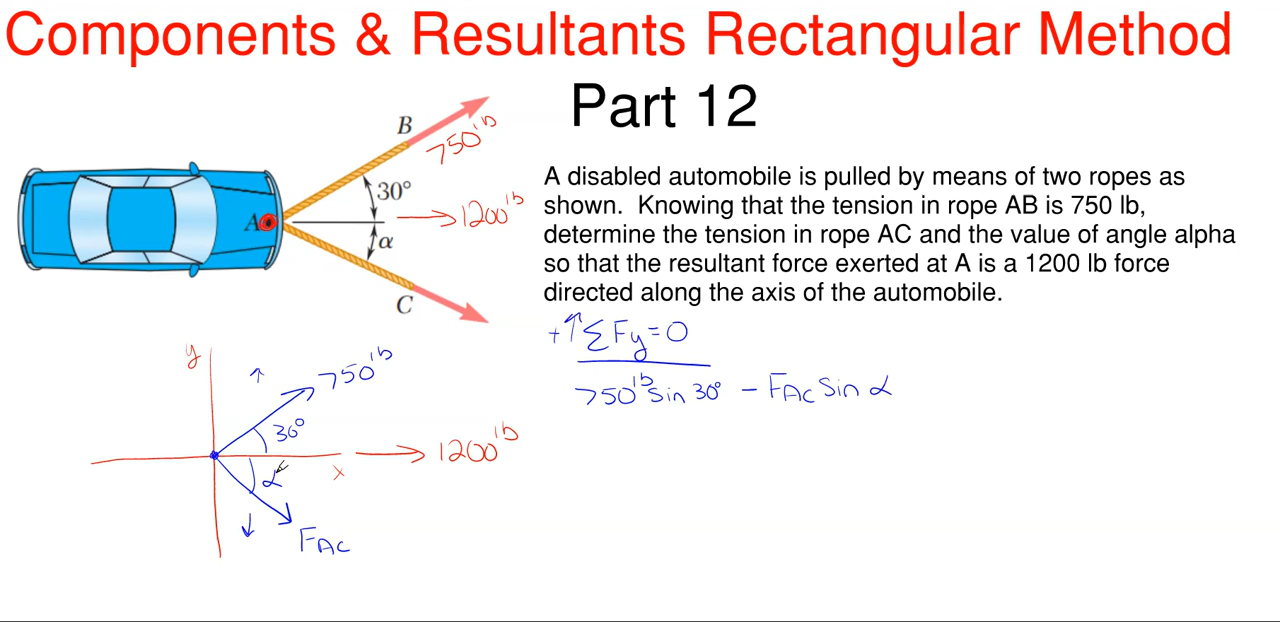 Components & Resultants Rectangular Method
Part 12
B
750 lb
30°
A
1200 lb
α
C
A disabled automobile is pulled by means of two ropes as
shown. Knowing that the tension in rope AB is 750 lb,
determine the tension in rope AC and the value of angle alpha
so that the resultant force exerted at A is a 1200 lb force
directed along the axis of the automobile.
+↑ΣFy=0
750 lb sin 30° - FAC sin α
y
750 lb
30°
1200 lb
x
α
FAC